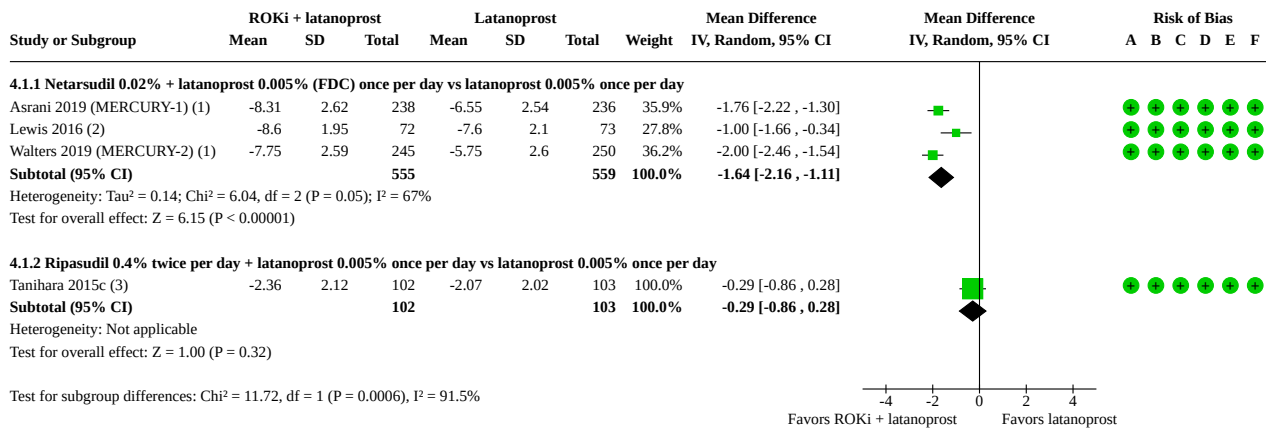 ROKi + latanoprost Latanoprost Mean Difference Mean Difference Risk of Bias
Study or Subgroup Mean SD Total Mean SD Total Weight IV, Random, 95% CI IV, Random, 95% CI A B C D E F
4.1.1 Netarsudil 0.02% + latanoprost 0.005% (FDC) once per day vs latanoprost 0.005% once per day
Asrani 2019 (MERCURY-1) (1) -8.31 2.62 238 -6.55 2.54 236 35.9% -1.76 [-2.22 , -1.30] + + + + + +
Lewis 2016 (2) -8.6 1.95 72 -7.6 2.1 73 27.8% -1.00 [-1.66 , -0.34] + + + + + +
Walters 2019 (MERCURY-2) (1) -7.75 2.59 245 -5.75 2.6 250 36.2% -2.00 [-2.46 , -1.54] + + + + + +
Subtotal (95% CI) 555 559 100.0% -1.64 [-2.16 , -1.11]
Heterogeneity: Tau² = 0.14; Chi² = 6.04, df = 2 (P = 0.05); I² = 67%
Test for overall effect: Z = 6.15 (P < 0.00001)
4.1.2 Ripasudil 0.4% twice per day + latanoprost 0.005% once per day vs latanoprost 0.005% once per day
Tanihara 2015c (3) -2.36 2.12 102 -2.07 2.02 103 100.0% -0.29 [-0.86 , 0.28] + + + + + +
Subtotal (95% CI) 102 103 100.0% -0.29 [-0.86 , 0.28]
Heterogeneity: Not applicable
Test for overall effect: Z = 1.00 (P = 0.32)
Test for subgroup differences: Chi² = 11.72, df = 1 (P = 0.0006), I² = 91.5%
-4 -2 0 2 4
Favors ROKi + latanoprost Favors latanoprost